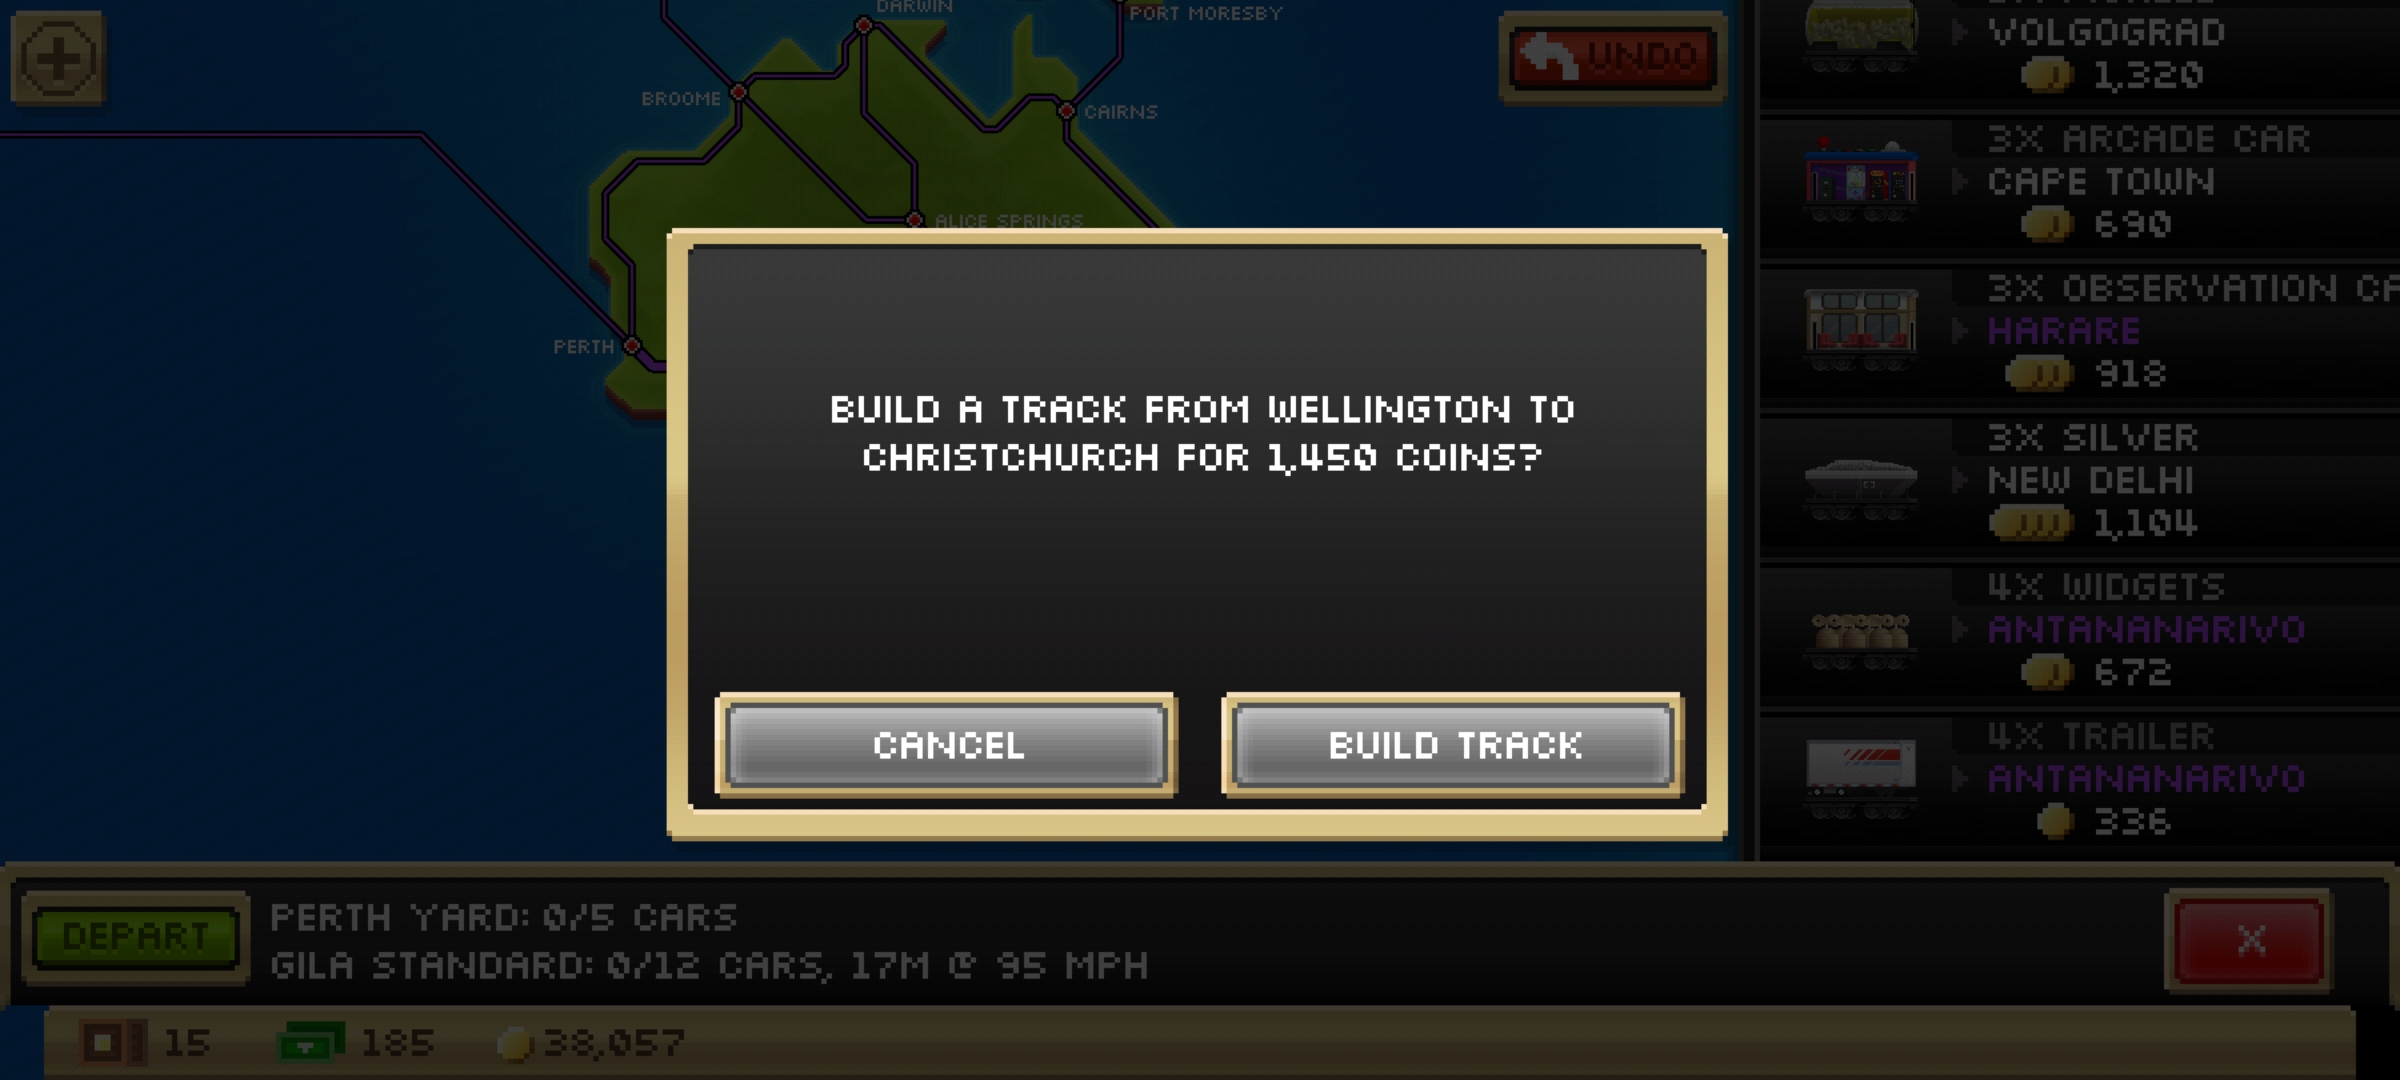 DARWIN
PORT MORESBY
BROOME
CAIRNS
ALICE SPRINGS
PERTH
UNDO
VOLGOGRAD
1,320
3X ARCADE CAR
CAPE TOWN
690
3X OBSERVATION CA
HARARE
918
3X SILVER
NEW DELHI
1,104
4X WIDGETS
ANTANANARIVO
672
4X TRAILER
ANTANANARIVO
336
BUILD A TRACK FROM WELLINGTON TO
CHRISTCHURCH FOR 1,450 COINS?
CANCEL
BUILD TRACK
DEPART
PERTH YARD: 0/5 CARS
GILA STANDARD: 0/12 CARS, 17M @ 95 MPH
X
15
185
38,057